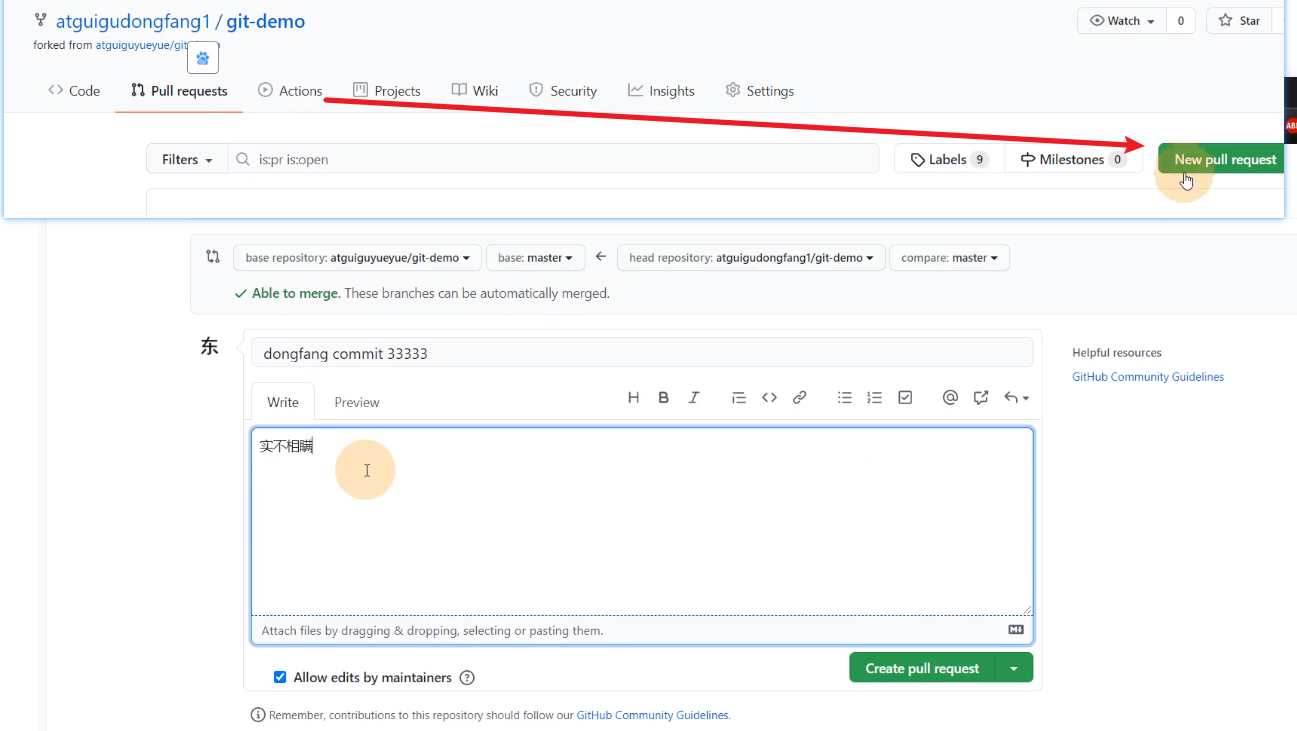 atguigudongfang1 / git-demo
Watch 0 Star
forked from atguiguyueyue/git
Code Pull requests Actions Projects Wiki Security Insights Settings
Filters is:pr is:open Labels 9 Milestones 0 New pull request
base repository: atguiguyueyue/git-demo base: master head repository: atguigudongfang1/git-demo compare: master
Able to merge. These branches can be automatically merged.
东
dongfang commit 33333
Helpful resources
GitHub Community Guidelines
Write Preview
实不相瞒
Attach files by dragging & dropping, selecting or pasting them.
Allow edits by maintainers
Create pull request
Remember, contributions to this repository should follow our GitHub Community Guidelines.